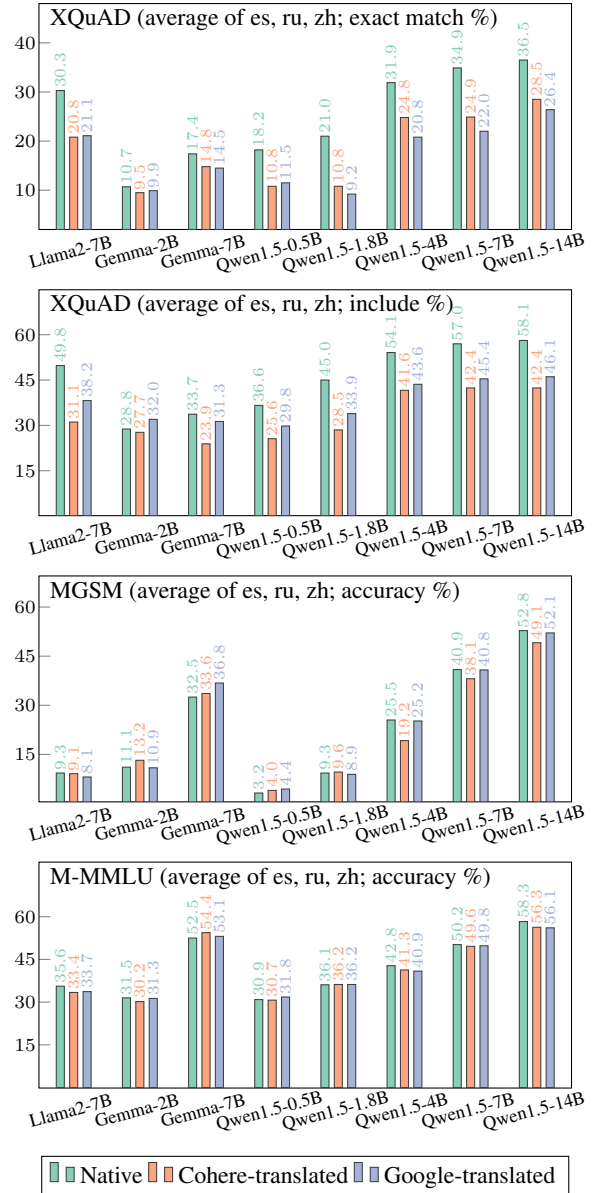 XQuAD (average of es, ru, zh; exact match %)
40
30
20
10
30.3 20.8 21.1 10.7 9.5 9.9 17.4 14.8 14.5 18.2 10.8 11.5 21.0 10.8 9.2 31.9 24.8 20.8 34.9 24.9 22.0 36.5 28.5 26.4
Llama2-7B Gemma-2B Gemma-7B Qwen1.5-0.5B Qwen1.5-1.8B Qwen1.5-4B Qwen1.5-7B Qwen1.5-14B
XQuAD (average of es, ru, zh; include %)
60
45
30
15
49.8 31.1 38.2 28.8 27.7 32.0 33.7 23.9 31.3 36.6 25.6 29.8 45.0 28.5 33.9 54.1 41.6 43.6 57.0 42.4 45.4 58.1 42.4 46.1
Llama2-7B Gemma-2B Gemma-7B Qwen1.5-0.5B Qwen1.5-1.8B Qwen1.5-4B Qwen1.5-7B Qwen1.5-14B
MGSM (average of es, ru, zh; accuracy %)
60
45
30
15
9.3 9.1 8.1 11.1 13.2 10.9 32.5 33.6 36.8 3.2 4.0 4.4 9.3 9.6 8.9 25.5 19.2 25.2 40.9 38.1 40.8 52.8 49.1 52.1
Llama2-7B Gemma-2B Gemma-7B Qwen1.5-0.5B Qwen1.5-1.8B Qwen1.5-4B Qwen1.5-7B Qwen1.5-14B
M-MMLU (average of es, ru, zh; accuracy %)
60
45
30
15
35.6 33.4 33.7 31.5 30.2 31.3 52.5 54.4 53.1 30.9 30.7 31.8 36.1 36.2 36.2 42.8 41.3 40.9 50.2 49.6 49.8 58.3 56.3 56.1
Llama2-7B Gemma-2B Gemma-7B Qwen1.5-0.5B Qwen1.5-1.8B Qwen1.5-4B Qwen1.5-7B Qwen1.5-14B
Native Cohere-translated Google-translated